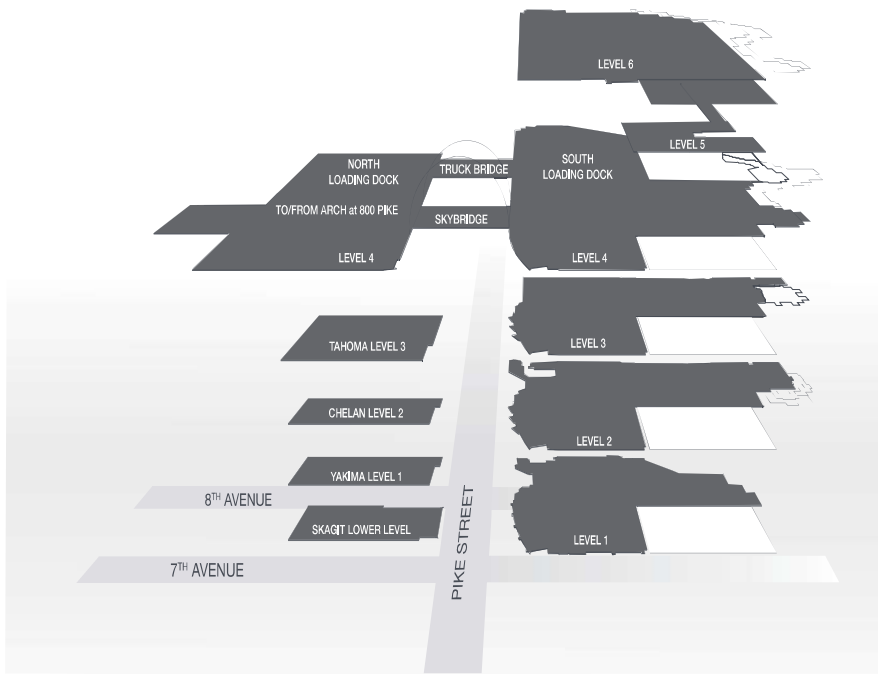 LEVEL 6
LEVEL 5
NORTH
LOADING DOCK
TRUCK BRIDGE
SOUTH
LOADING DOCK
TO/FROM ARCH at 800 PIKE
SKYBRIDGE
LEVEL 4
LEVEL 4
TAHOMA LEVEL 3
LEVEL 3
CHELAN LEVEL 2
LEVEL 2
YAKIMA LEVEL 1
8TH AVENUE
SKAGIT LOWER LEVEL
LEVEL 1
PIKE STREET
7TH AVENUE